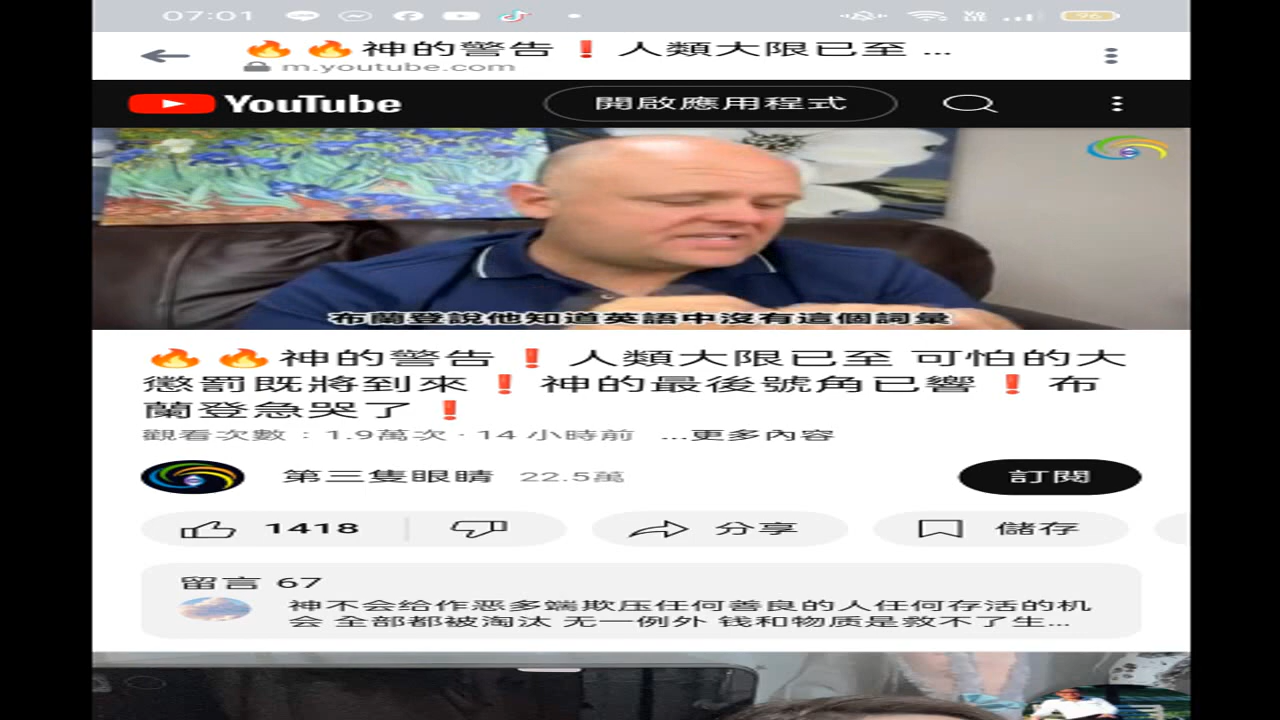 07:01
96
🔥🔥神的警告❗人類大限已至 ...
m.youtube.com
YouTube
開啟應用程式
布蘭登說他知道英語中沒有這個詞彙
🔥🔥神的警告❗人類大限已至 可怕的大
懲罰既將到來❗神的最後號角已響❗布
蘭登急哭了❗
觀看次數：1.9萬次 · 14 小時前 ...更多內容
第三隻眼睛 22.5萬
訂閱
1418
分享
儲存
留言 67
神不会给作恶多端欺压任何善良的人任何存活的机
会 全部都被淘汰 无一例外 钱和物质是救不了生...